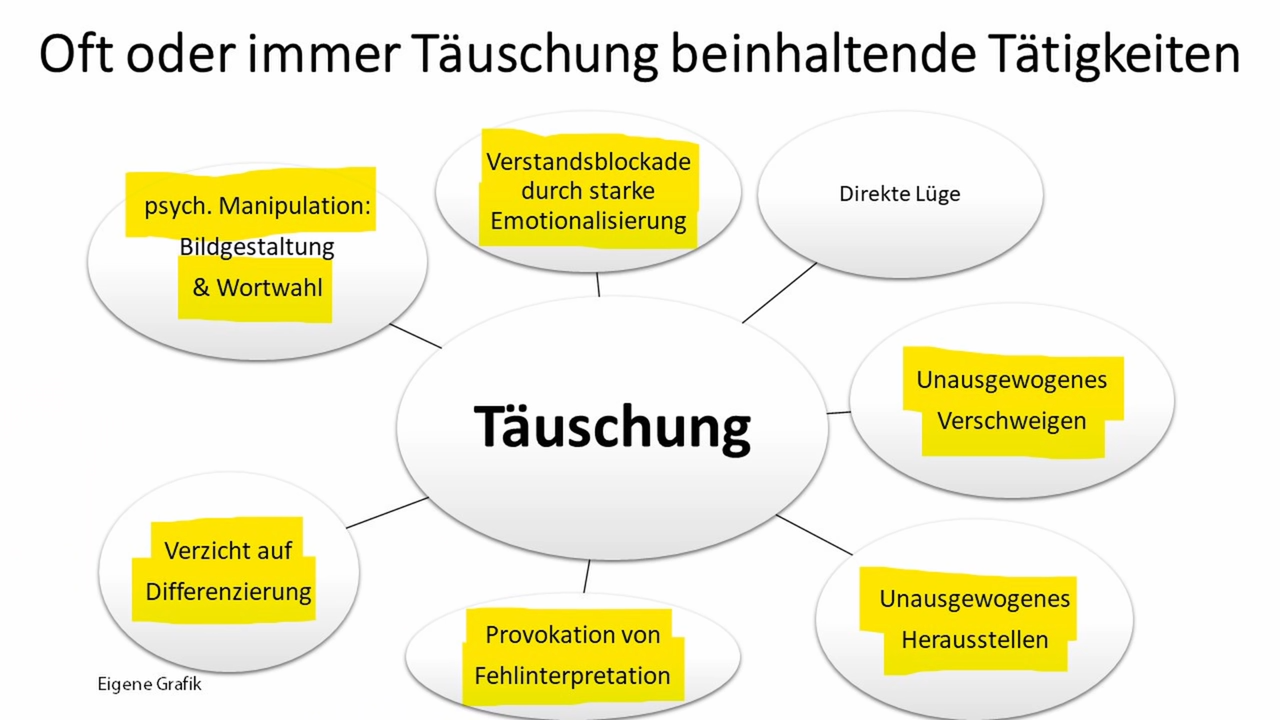 Oft oder immer Täuschung beinhaltende Tätigkeiten
psych. Manipulation:
Bildgestaltung
& Wortwahl
Verstandsblockade
durch starke
Emotionalisierung
Direkte Lüge
Täuschung
Unausgewogenes
Verschweigen
Verzicht auf
Differenzierung
Provokation von
Fehlinterpretation
Unausgewogenes
Herausstellen
Eigene Grafik